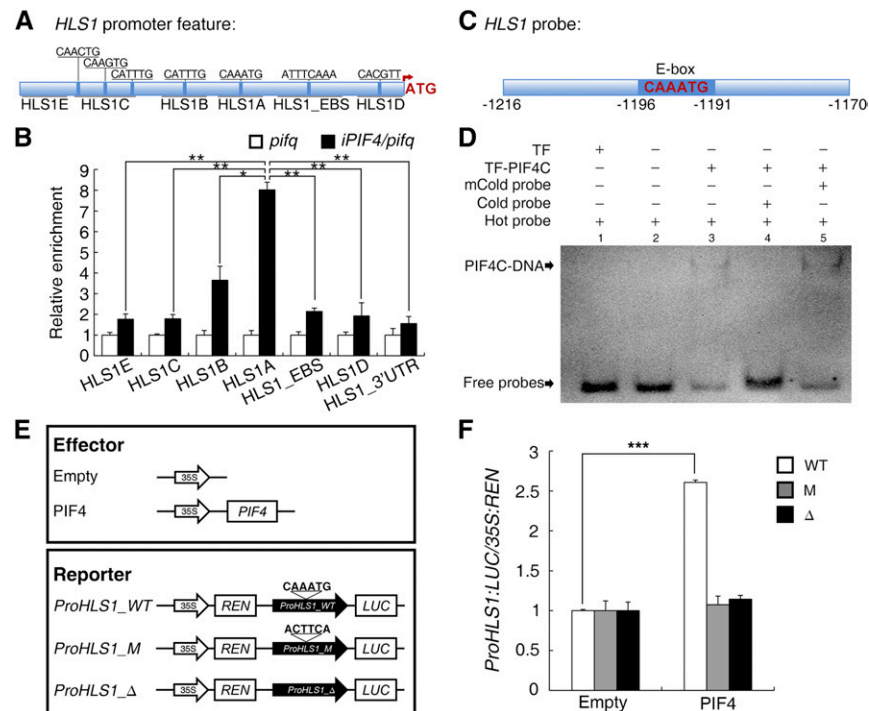 A HLS1 promoter feature:
CAACTG
CAAGTG
CATTTG CATTTG CAAATG ATTTCAAA CACGTT
ATG
HLS1E HLS1C HLS1B HLS1A HLS1_EBS HLS1D
B
pifq iPIF4/pifq
Relative enrichment
9
8
7
6
5
4
3
2
1
0
** ** * ** ** **
HLS1E HLS1C HLS1B HLS1A HLS1_EBS HLS1D HLS1_3'UTR
C HLS1 probe:
E-box
CAAATG
-1216 -1196 -1191 -1170
D
TF + – – – –
TF-PIF4C – – + + +
mCold probe – – – – +
Cold probe – – – + –
Hot probe + + + + +
1 2 3 4 5
PIF4C-DNA
Free probes
E
Effector
Empty 35S
PIF4 35S PIF4
Reporter
CAAATG
ProHLS1_WT 35S REN ProHLS1_WT LUC
ACTTCA
ProHLS1_M 35S REN ProHLS1_M LUC
ProHLS1_Δ 35S REN ProHLS1_Δ LUC
F
ProHLS1:LUC/35S:REN
3
2.5
2
1.5
1
0.5
0
***
WT
M
Δ
Empty PIF4